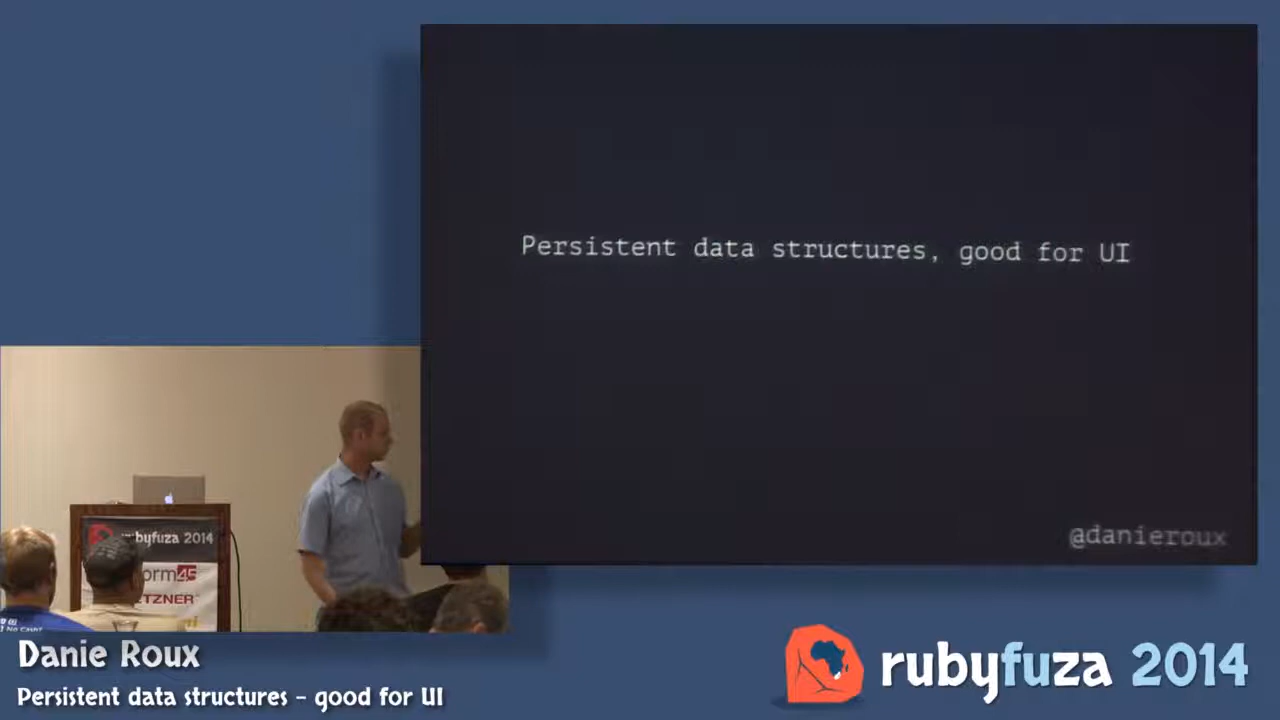 Persistent data structures, good for UI
@danieroux
rubyfuza 2014
Danie Roux
Persistent data structures - good for UI
rubyfuza 2014